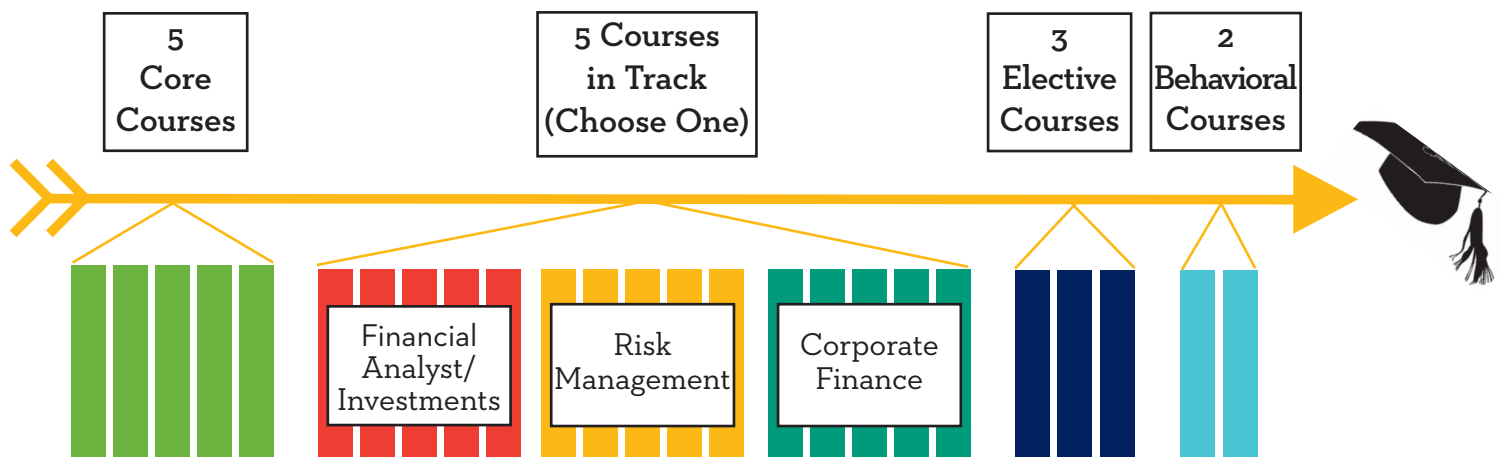 5
Core
Courses
5 Courses
in Track
(Choose One)
3
Elective
Courses
2
Behavioral
Courses
Financial
Analyst/
Investments
Risk
Management
Corporate
Finance